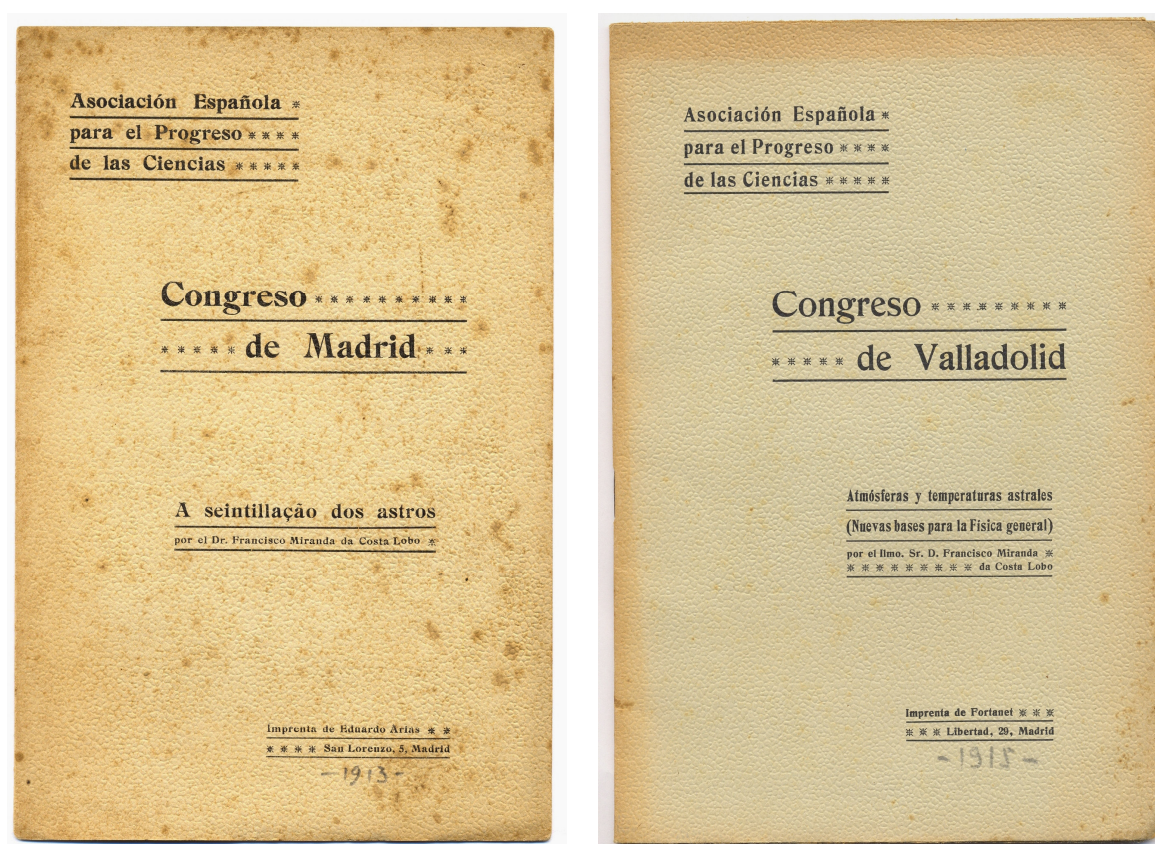 Asociación Española *
para el Progreso * * * *
de las Ciencias * * * * *
Congreso * * * * * * * * * *
* * * * * de Madrid * * *
A seintillação dos astros
por el Dr. Francisco Miranda da Costa Lobo *
Imprenta de Eduardo Arias * *
* * * * San Lorenzo, 5, Madrid
- 1913 -
Asociación Española *
para el Progreso * * * *
de las Ciencias * * * * *
Congreso * * * * * * * * *
* * * * * de Valladolid
Atmósferas y temperaturas astrales
(Nuevas bases para la Física general)
por el Ilmo. Sr. D. Francisco Miranda *
* * * * * * * * * da Costa Lobo
Imprenta de Fortanet * * *
* * * Libertad, 29, Madrid